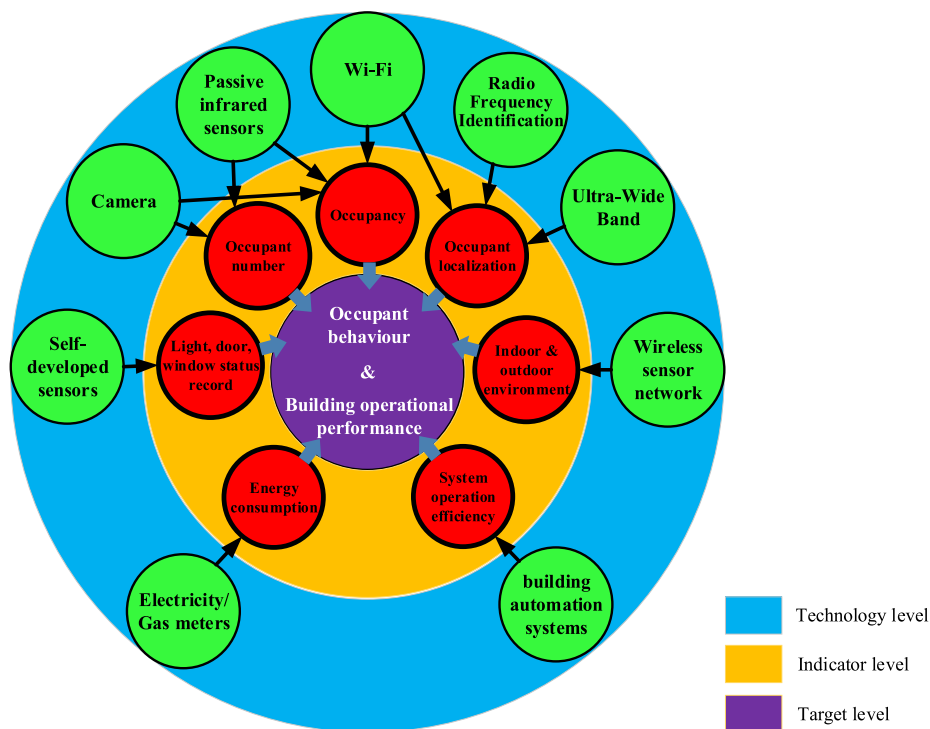 Wi-Fi
Passive
infrared
sensors
Radio
Frequency
Identification
Camera
Ultra-Wide
Band
Occupancy
Occupant
number
Occupant
localization
Occupant
behaviour
&
Building operational
performance
Self-
developed
sensors
Light, door,
window status
record
Indoor &
outdoor
environment
Wireless
sensor
network
Energy
consumption
System
operation
efficiency
Electricity/
Gas meters
building
automation
systems
Technology level
Indicator level
Target level